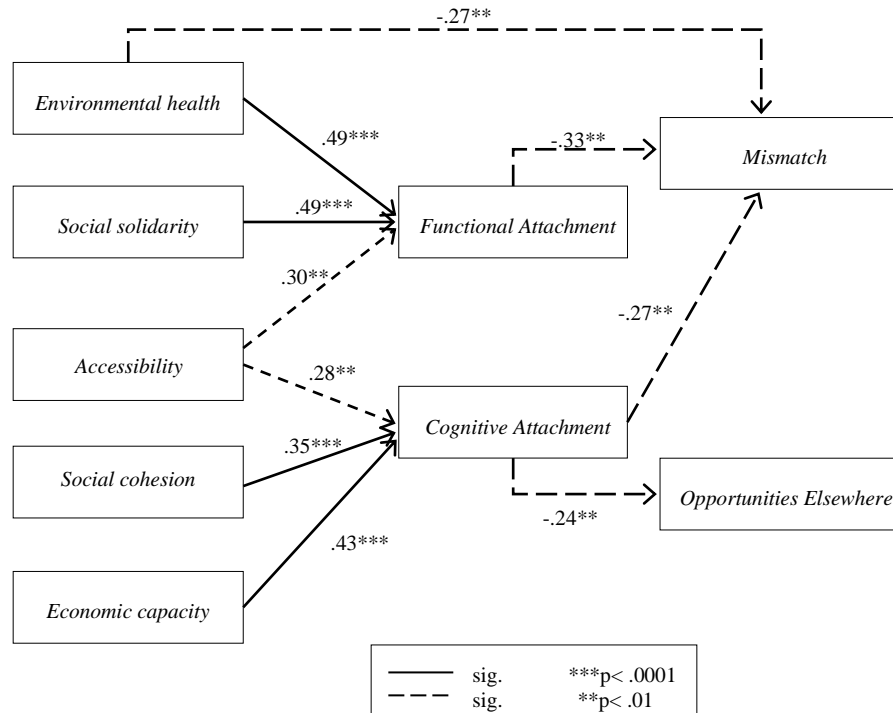 -.27**
Environmental health
.49***
-.33**
Mismatch
Social solidarity
.49***
Functional Attachment
.30**
-.27**
Accessibility
.28**
Cognitive Attachment
.35***
Social cohesion
Opportunities Elsewhere
-.24**
.43***
Economic capacity
sig. ***p< .0001
sig. **p< .01